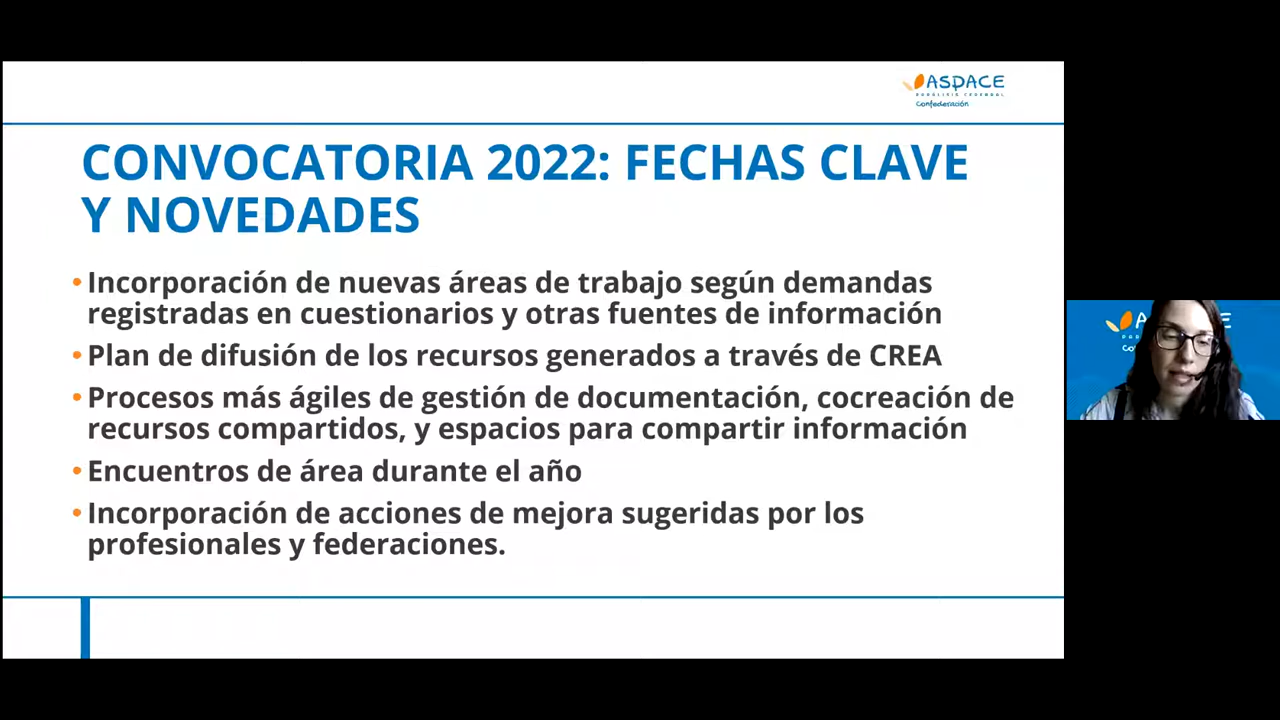 ASPACE
PARÁLISIS CEREBRAL
Confederación
CONVOCATORIA 2022: FECHAS CLAVE
Y NOVEDADES
•Incorporación de nuevas áreas de trabajo según demandas
registradas en cuestionarios y otras fuentes de información
•Plan de difusión de los recursos generados a través de CREA
•Procesos más ágiles de gestión de documentación, cocreación de
recursos compartidos, y espacios para compartir información
•Encuentros de área durante el año
•Incorporación de acciones de mejora sugeridas por los
profesionales y federaciones.